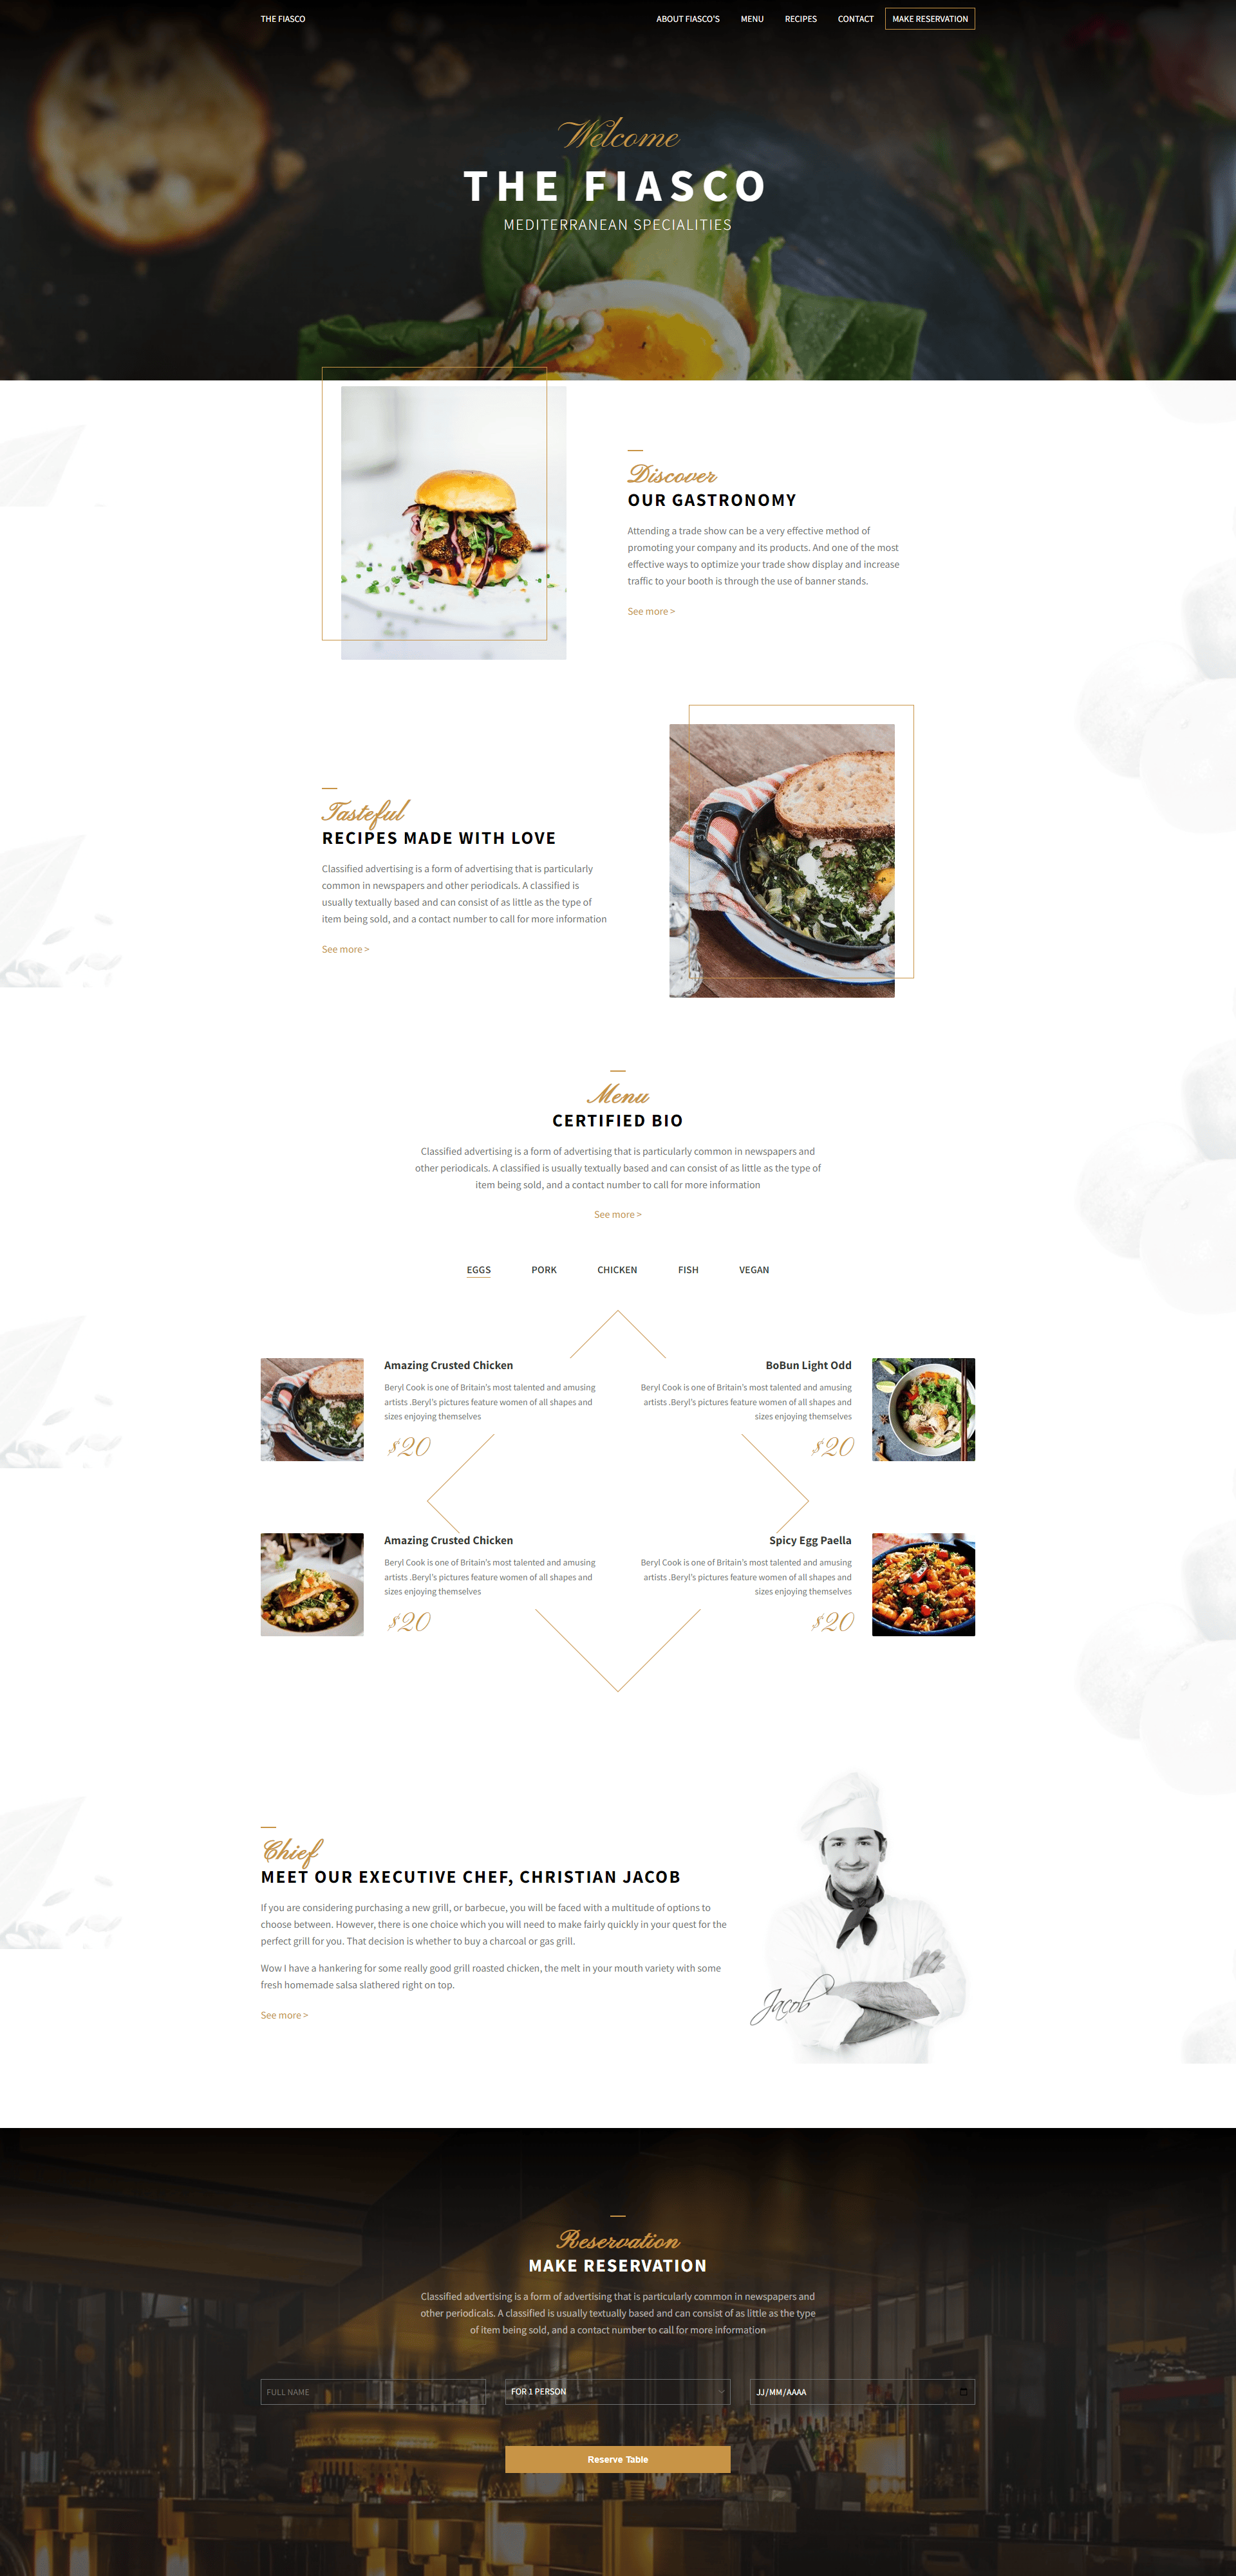 THE FIASCO
ABOUT FIASCO'S
MENU
RECIPES
CONTACT
MAKE RESERVATION
Welcome
THE FIASCO
MEDITERRANEAN SPECIALITIES
Discover
OUR GASTRONOMY
Attending a trade show can be a very effective method of
promoting your company and its products. And one of the most
effective ways to optimize your trade show display and increase
traffic to your booth is through the use of banner stands.
See more >
Tasteful
RECIPES MADE WITH LOVE
Classified advertising is a form of advertising that is particularly
common in newspapers and other periodicals. A classified is
usually textually based and can consist of as little as the type of
item being sold, and a contact number to call for more information
See more >
Menu
CERTIFIED BIO
Classified advertising is a form of advertising that is particularly common in newspapers and
other periodicals. A classified is usually textually based and can consist of as little as the type of
item being sold, and a contact number to call for more information
See more >
EGGS
PORK
CHICKEN
FISH
VEGAN
Amazing Crusted Chicken
Beryl Cook is one of Britain's most talented and amusing
artists .Beryl's pictures feature women of all shapes and
sizes enjoying themselves
$20
BoBun Light Odd
Beryl Cook is one of Britain's most talented and amusing
artists .Beryl's pictures feature women of all shapes and
sizes enjoying themselves
$20
Amazing Crusted Chicken
Beryl Cook is one of Britain's most talented and amusing
artists .Beryl's pictures feature women of all shapes and
sizes enjoying themselves
$20
Spicy Egg Paella
Beryl Cook is one of Britain's most talented and amusing
artists .Beryl's pictures feature women of all shapes and
sizes enjoying themselves
$20
Chief
MEET OUR EXECUTIVE CHEF, CHRISTIAN JACOB
If you are considering purchasing a new grill, or barbecue, you will be faced with a multitude of options to
choose between. However, there is one choice which you will need to make fairly quickly in your quest for the
perfect grill for you. That decision is whether to buy a charcoal or gas grill.
Wow I have a hankering for some really good grill roasted chicken, the melt in your mouth variety with some
fresh homemade salsa slathered right on top.
See more >
Jacob
Reservation
MAKE RESERVATION
Classified advertising is a form of advertising that is particularly common in newspapers and
other periodicals. A classified is usually textually based and can consist of as little as the type
of item being sold, and a contact number to call for more information
FULL NAME
FOR 1 PERSON
JJ/MM/AAAA
Reserve Table